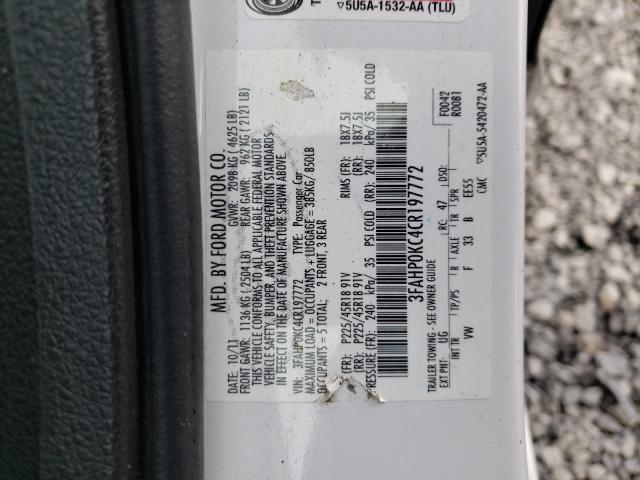 5U5A-1532-AA (TLU)
MFD. BY FORD MOTOR CO.
DATE: 10/11 GVWR: 2098 KG ( 4625 LB)
FRONT GAWR: 1136 KG ( 2504 LB) REAR GAWR: 962 KG ( 2121 LB)
THIS VEHICLE CONFORMS TO ALL APPLICABLE FEDERAL MOTOR
VEHICLE SAFETY, BUMPER, AND THEFT PREVENTION STANDARDS
IN EFFECT ON THE DATE OF MANUFACTURE SHOWN ABOVE.
VIN: 3FAHP0KC4CR197772 TYPE: Passenger Car
MAXIMUM LOAD = OCCUPANTS + LUGGAGE = 385KG/ 850LB
OCCUPANTS = 5 TOTAL; 2 FRONT, 3 REAR
(FR): P225/45R18 91V RIMS (FR): 18X7.5J
(RR): P225/45R18 91V (RR): 18X7.5J
PRESSURE (FR): 240 kPa/ 35 PSI COLD (RR): 240 kPa/ 35 PSI COLD
3FAHP0KC4CR197772 F0042
R0081
TRAILER TOWING - SEE OWNER GUIDE
EXT PNT: UG RC: 47 DSO:
INT TR TP/PS R AXLE TR SPR
VW F 33 B EE55
CMC 5U5A-5420472-AA